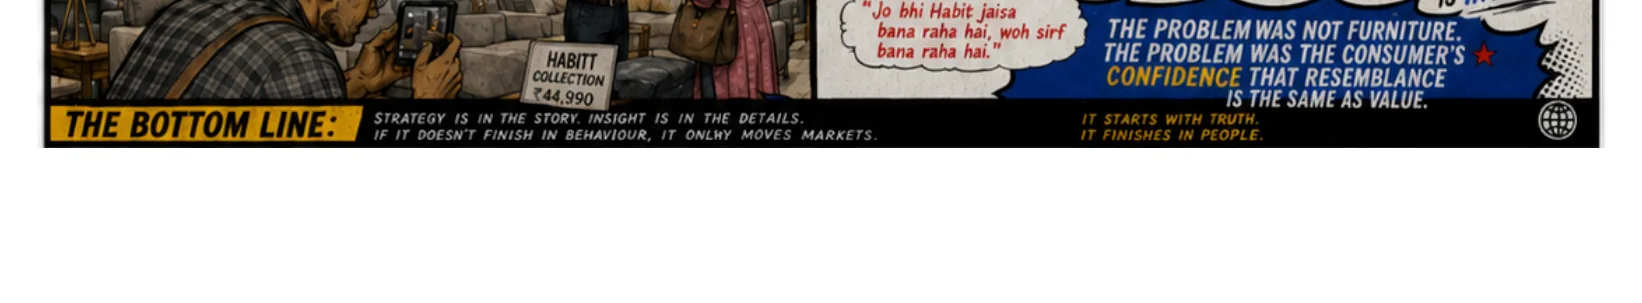 "Jo bhi Habit jaisa
bana raha hai, woh sirf
bana raha hai."
THE PROBLEM WAS NOT FURNITURE.
THE PROBLEM WAS THE CONSUMER'S
CONFIDENCE THAT RESEMBLANCE
IS THE SAME AS VALUE.
HABITT
COLLECTION
₹44,990
THE BOTTOM LINE:
STRATEGY IS IN THE STORY. INSIGHT IS IN THE DETAILS.
IF IT DOESN'T FINISH IN BEHAVIOUR, IT ONLWY MOVES MARKETS.
IT STARTS WITH TRUTH.
IT FINISHES IN PEOPLE.